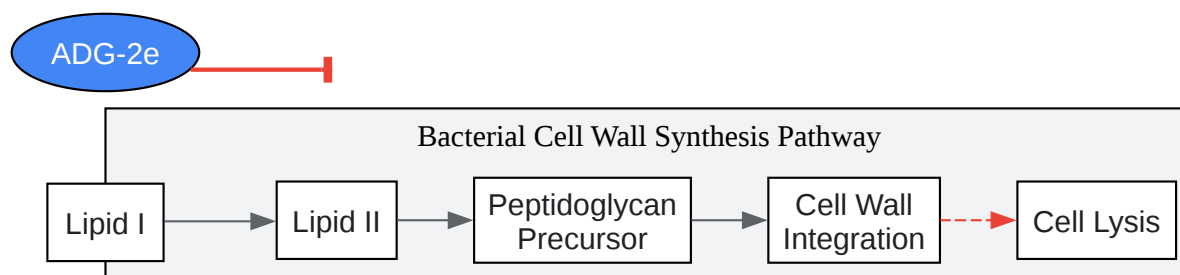 ADG-2e
Bacterial Cell Wall Synthesis Pathway
Lipid I
Lipid II
Peptidoglycan
Precursor
Cell Wall
Integration
Cell Lysis